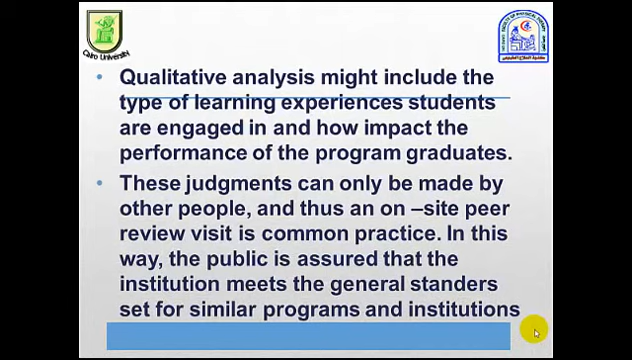 Cairo University
• Qualitative analysis might include the
type of learning experiences students
are engaged in and how impact the
performance of the program graduates.
• These judgments can only be made by
other people, and thus an on –site peer
review visit is common practice. In this
way, the public is assured that the
institution meets the general standers
set for similar programs and institutions